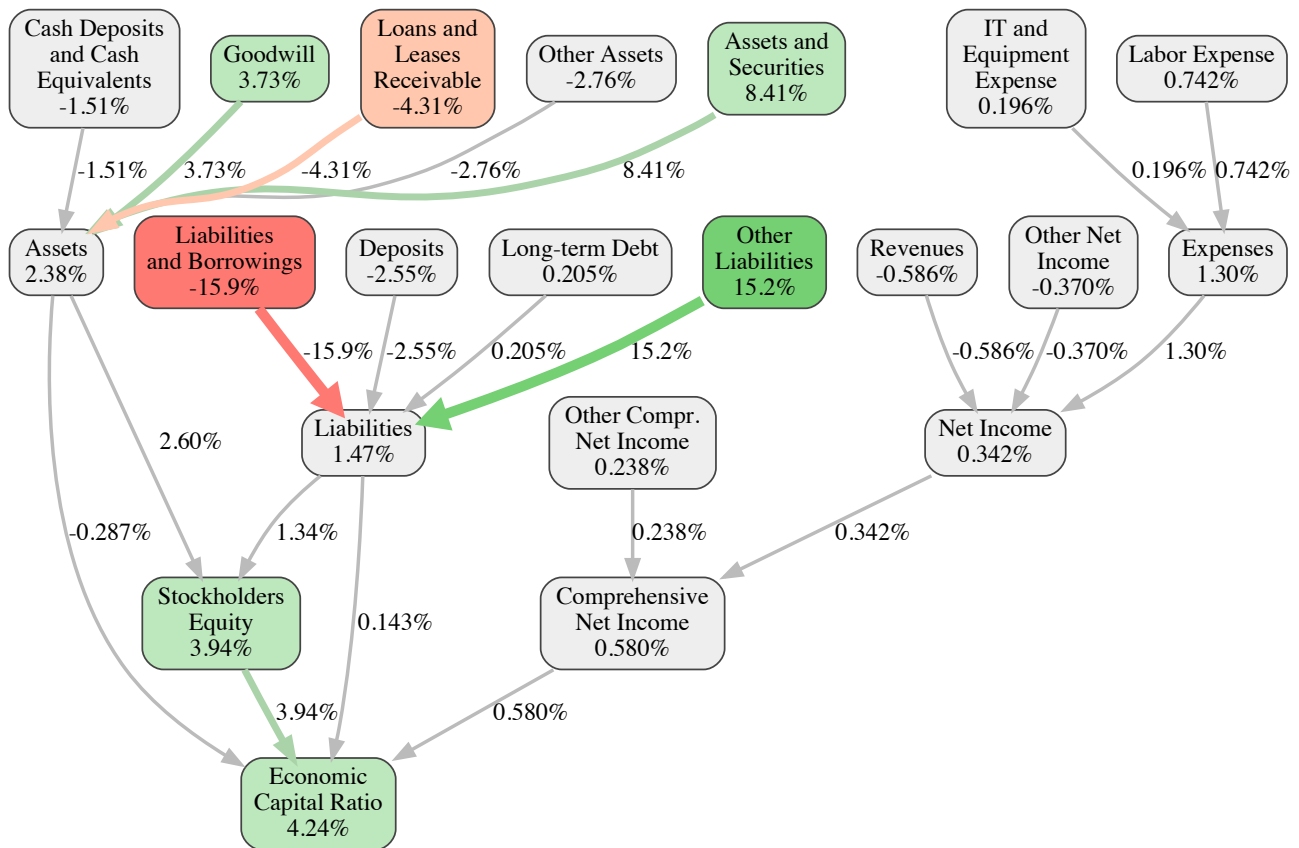 Cash Deposits
and Cash
Equivalents
-1.51%
Goodwill
3.73%
Loans and
Leases
Receivable
-4.31%
Other Assets
-2.76%
Assets and
Securities
8.41%
IT and
Equipment
Expense
0.196%
Labor Expense
0.742%
-1.51%
3.73%
-4.31%
-2.76%
8.41%
0.196%
0.742%
Assets
2.38%
Liabilities
and Borrowings
-15.9%
Deposits
-2.55%
Long-term Debt
0.205%
Other
Liabilities
15.2%
Revenues
-0.586%
Other Net
Income
-0.370%
Expenses
1.30%
-15.9%
-2.55%
0.205%
15.2%
-0.586%
-0.370%
1.30%
2.60%
Liabilities
1.47%
Other Compr.
Net Income
0.238%
Net Income
0.342%
-0.287%
1.34%
0.238%
0.342%
Stockholders
Equity
3.94%
0.143%
Comprehensive
Net Income
0.580%
3.94%
0.580%
Economic
Capital Ratio
4.24%